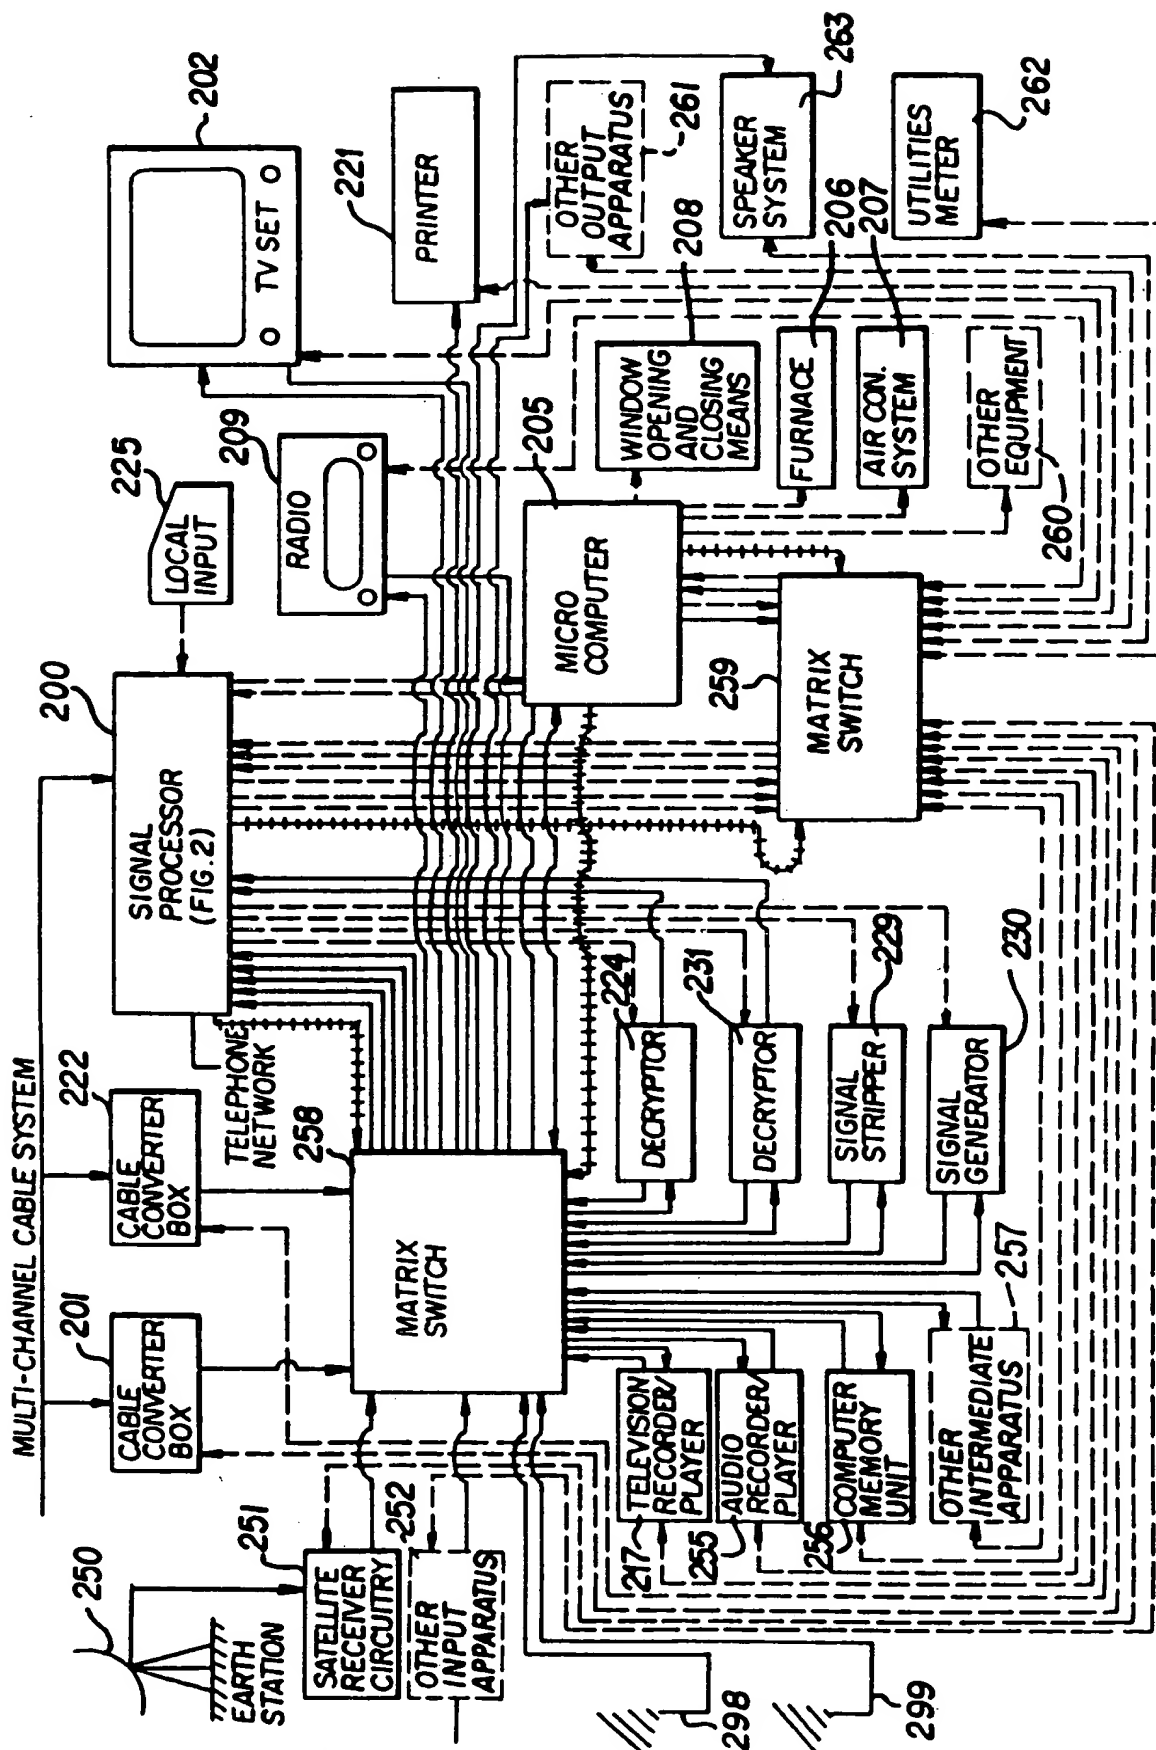 MULTI-CHANNEL CABLE SYSTEM
250
EARTH
STATION
251
SATELLITE
RECEIVER
CIRCUITRY
252
OTHER
INPUT
APPARATUS
298
299
201
CABLE
CONVERTER
BOX
222
CABLE
CONVERTER
BOX
TELEPHONE
NETWORK
258
MATRIX
SWITCH
200
SIGNAL
PROCESSOR
(FIG. 2)
225
LOCAL
INPUT
209
RADIO
202
TV SET
221
PRINTER
OTHER
OUTPUT
APPARATUS
261
SPEAKER
SYSTEM
263
UTILITIES
METER
262
205
MICRO
COMPUTER
WINDOW
OPENING
AND
CLOSING
MEANS
208
FURNACE
206
AIR CON.
SYSTEM
207
OTHER
EQUIPMENT
260
259
MATRIX
SWITCH
224
DECRYPTOR
231
DECRYPTOR
229
SIGNAL
STRIPPER
230
SIGNAL
GENERATOR
217
TELEVISION
RECORDER/
PLAYER
255
AUDIO
RECORDER/
PLAYER
256
COMPUTER
MEMORY
UNIT
257
OTHER
INTERMEDIATE
APPARATUS